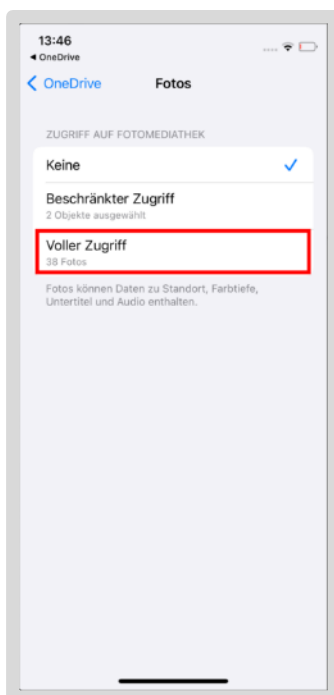 13:46
◀ OneDrive
OneDrive Fotos
ZUGRIFF AUF FOTOMEDIATHEK
Keine
Beschränkter Zugriff
2 Objekte ausgewählt
Voller Zugriff
38 Fotos
Fotos können Daten zu Standort, Farbtiefe,
Untertitel und Audio enthalten.